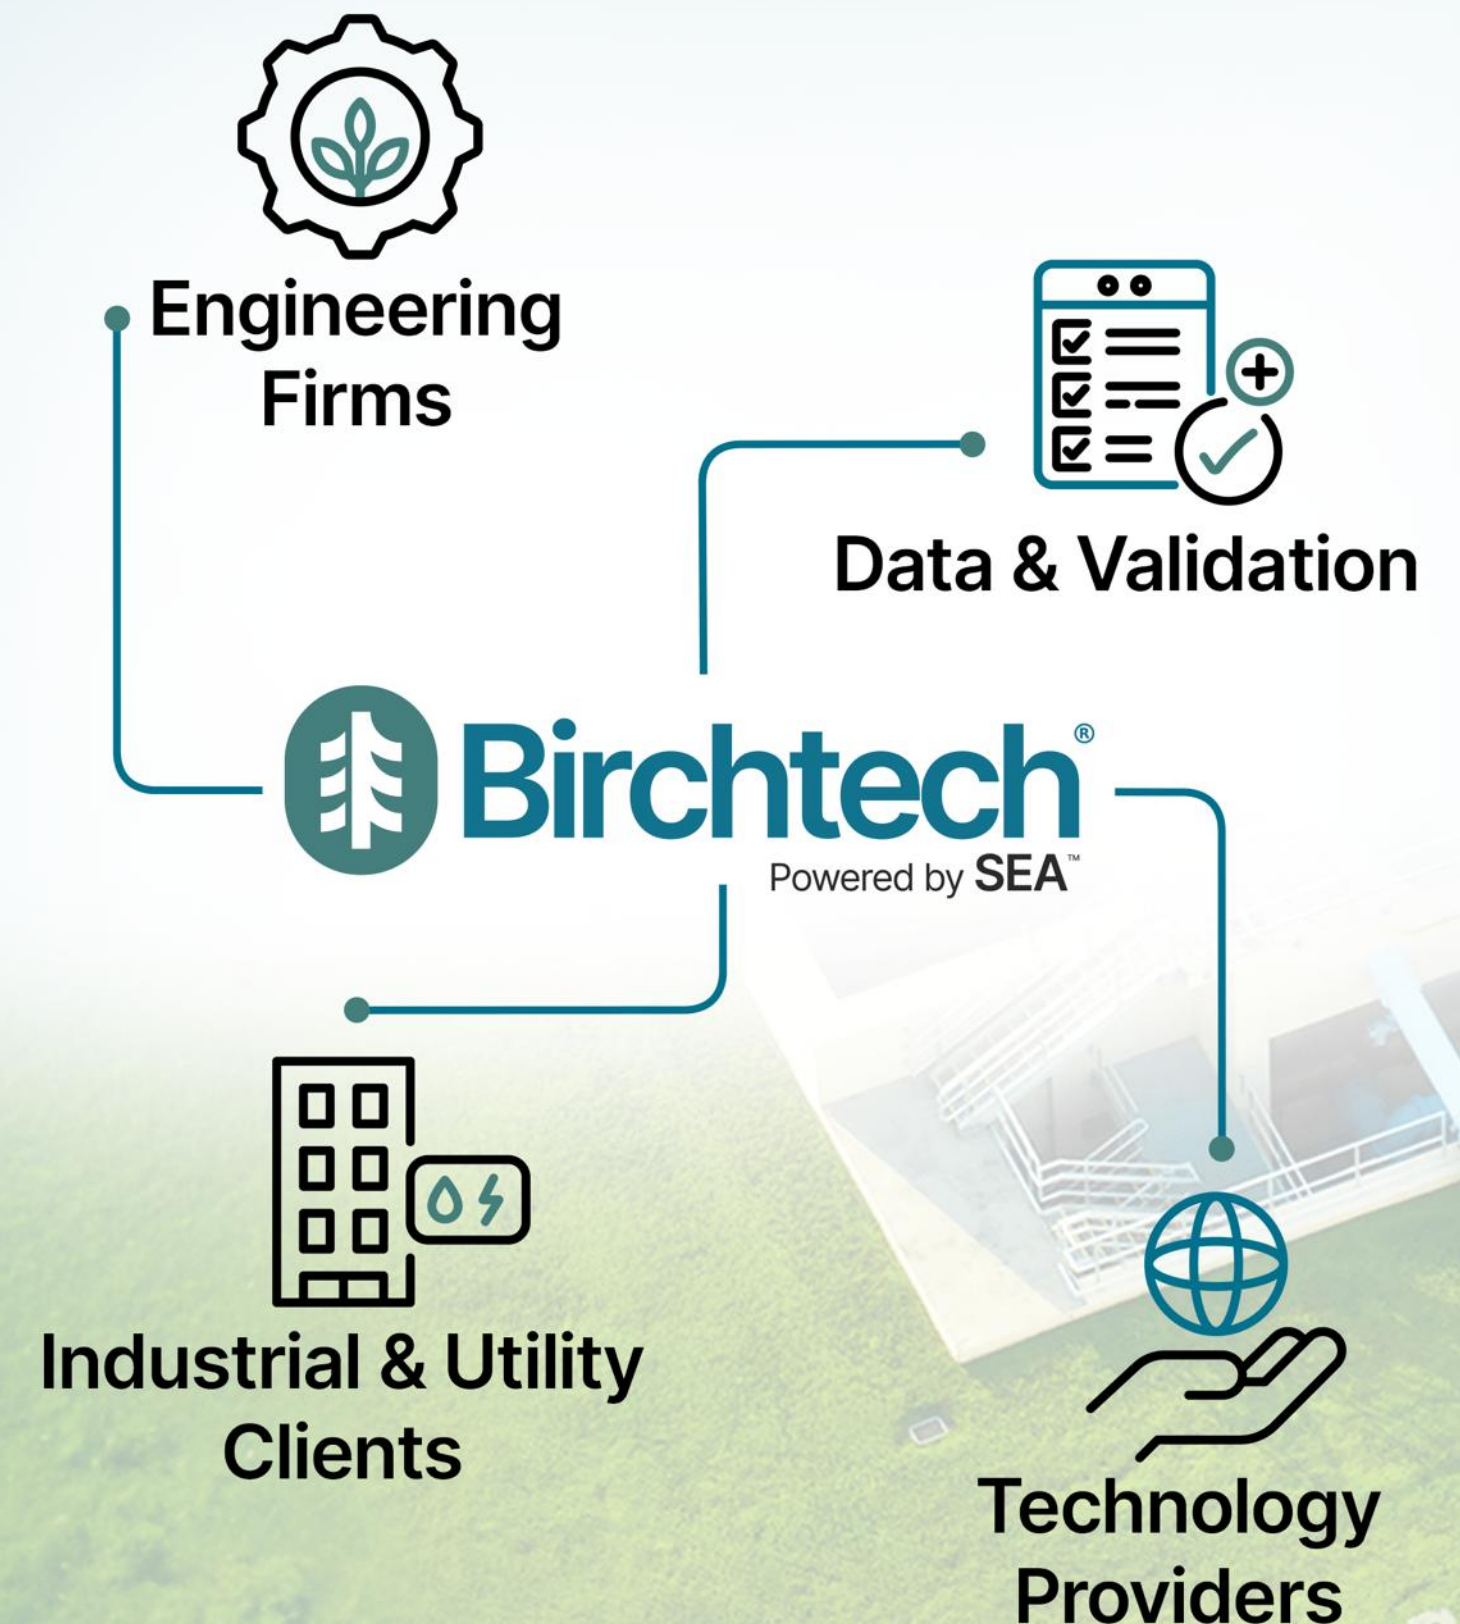 Engineering
Firms
Data & Validation
Birchtech®
Powered by SEA™
Industrial & Utility
Clients
Technology
Providers